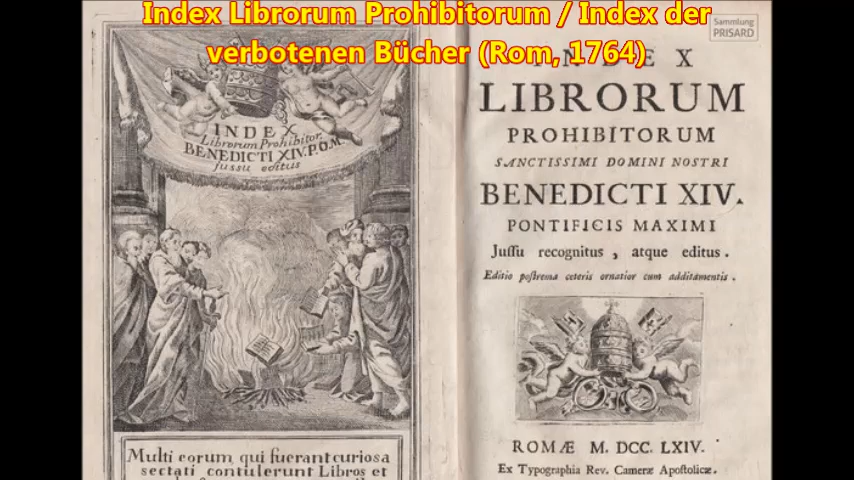 Index Librorum Prohibitorum / Index der
verbotenen Bücher (Rom, 1764)
Sammlung
PRISARD
INDEX
Librorum Prohibitor.
BENEDICTI XIV. P.O.M.
jussu editus
Multi eorum qui fuerant curiosa
sectati contulerunt Libros et
INDEX
LIBRORUM
PROHIBITORUM
SANCTISSIMI DOMINI NOSTRI
BENEDICTI XIV.
PONTIFICIS MAXIMI
Juſſu recognitus, atque editus.
Editio poſtrema ceteris ornatior cum additamentis.
ROMÆ M. DCC. LXIV.
Ex Typographia Rev. Cameræ Apoſtolicæ.